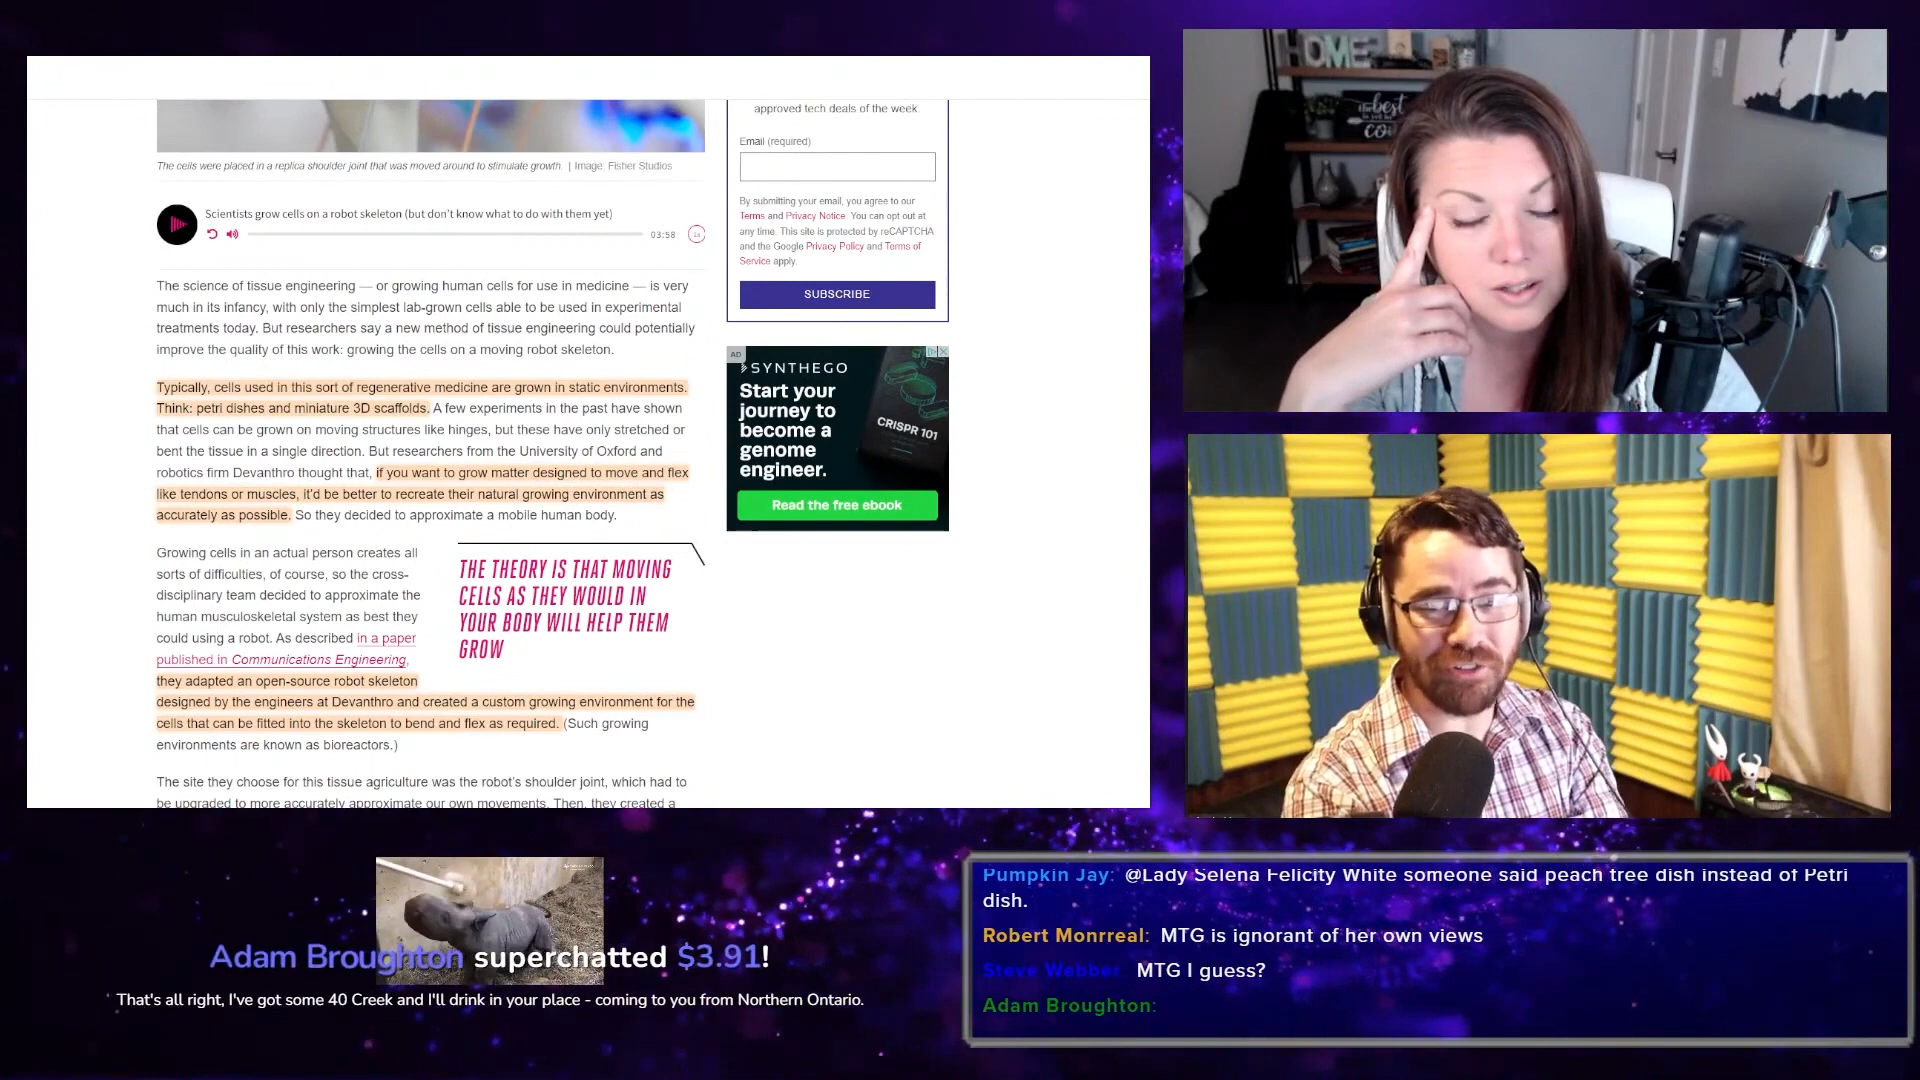 approved tech deals of the week.
Email (required)
The cells were placed in a replica shoulder joint that was moved around to stimulate growth. | Image: Fisher Studios
Scientists grow cells on a robot skeleton (but don't know what to do with them yet)
03:58
1x
By submitting your email, you agree to our
Terms and Privacy Notice. You can opt out at
any time. This site is protected by reCAPTCHA
and the Google Privacy Policy and Terms of
Service apply.
SUBSCRIBE
The science of tissue engineering — or growing human cells for use in medicine — is very
much in its infancy, with only the simplest lab-grown cells able to be used in experimental
treatments today. But researchers say a new method of tissue engineering could potentially
improve the quality of this work: growing the cells on a moving robot skeleton.
Typically, cells used in this sort of regenerative medicine are grown in static environments.
Think: petri dishes and miniature 3D scaffolds. A few experiments in the past have shown
that cells can be grown on moving structures like hinges, but these have only stretched or
bent the tissue in a single direction. But researchers from the University of Oxford and
robotics firm Devanthro thought that, if you want to grow matter designed to move and flex
like tendons or muscles, it'd be better to recreate their natural growing environment as
accurately as possible. So they decided to approximate a mobile human body.
Growing cells in an actual person creates all
sorts of difficulties, of course, so the cross-
disciplinary team decided to approximate the
human musculoskeletal system as best they
could using a robot. As described in a paper
published in Communications Engineering,
they adapted an open-source robot skeleton
designed by the engineers at Devanthro and created a custom growing environment for the
cells that can be fitted into the skeleton to bend and flex as required. (Such growing
environments are known as bioreactors.)
THE THEORY IS THAT MOVING
CELLS AS THEY WOULD IN
YOUR BODY WILL HELP THEM
GROW
The site they choose for this tissue agriculture was the robot's shoulder joint, which had to
be upgraded to more accurately approximate our own movements. Then, they created a
AD
SYNTHEGO
Start your
journey to
become a
genome
engineer.
CRISPR 101
Read the free ebook
HOME
best
Adam Broughton superchatted $3.91!
That's all right, I've got some 40 Creek and I'll drink in your place - coming to you from Northern Ontario.
Pumpkin Jay: @Lady Selena Felicity White someone said peach tree dish instead of Petri
dish.
Robert Monrreal: MTG is ignorant of her own views
Steve Webber MTG I guess?
Adam Broughton: